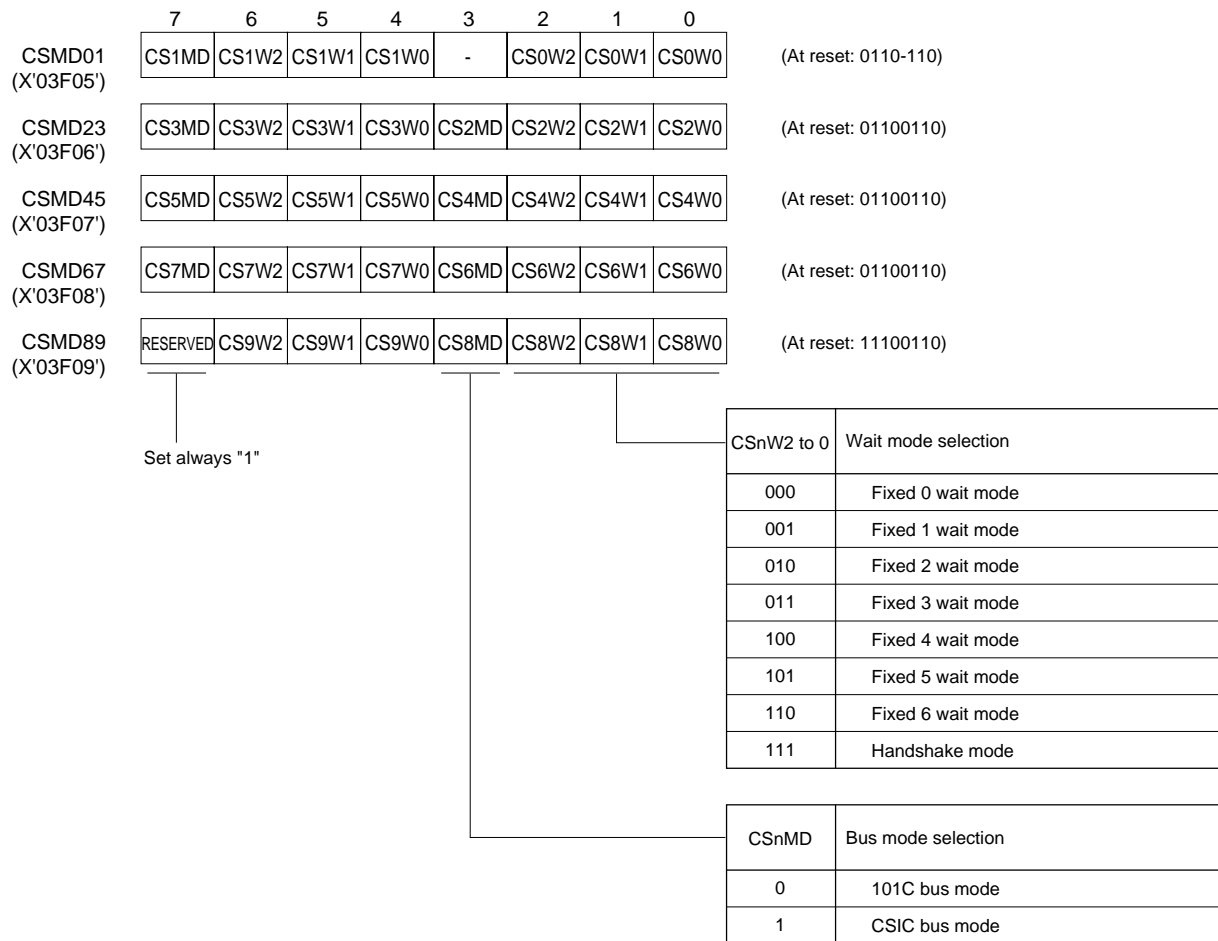 7 6 5 4 3 2 1 0
CSMD01 CS1MD CS1W2 CS1W1 CS1W0 - CS0W2 CS0W1 CS0W0 (At reset: 0110-110)
(X'03F05')
CSMD23 CS3MD CS3W2 CS3W1 CS3W0 CS2MD CS2W2 CS2W1 CS2W0 (At reset: 01100110)
(X'03F06')
CSMD45 CS5MD CS5W2 CS5W1 CS5W0 CS4MD CS4W2 CS4W1 CS4W0 (At reset: 01100110)
(X'03F07')
CSMD67 CS7MD CS7W2 CS7W1 CS7W0 CS6MD CS6W2 CS6W1 CS6W0 (At reset: 01100110)
(X'03F08')
CSMD89 RESERVED CS9W2 CS9W1 CS9W0 CS8MD CS8W2 CS8W1 CS8W0 (At reset: 11100110)
(X'03F09')
Set always "1"
CSnW2 to 0 Wait mode selection
000 Fixed 0 wait mode
001 Fixed 1 wait mode
010 Fixed 2 wait mode
011 Fixed 3 wait mode
100 Fixed 4 wait mode
101 Fixed 5 wait mode
110 Fixed 6 wait mode
111 Handshake mode
CSnMD Bus mode selection
0 101C bus mode
1 CSIC bus mode